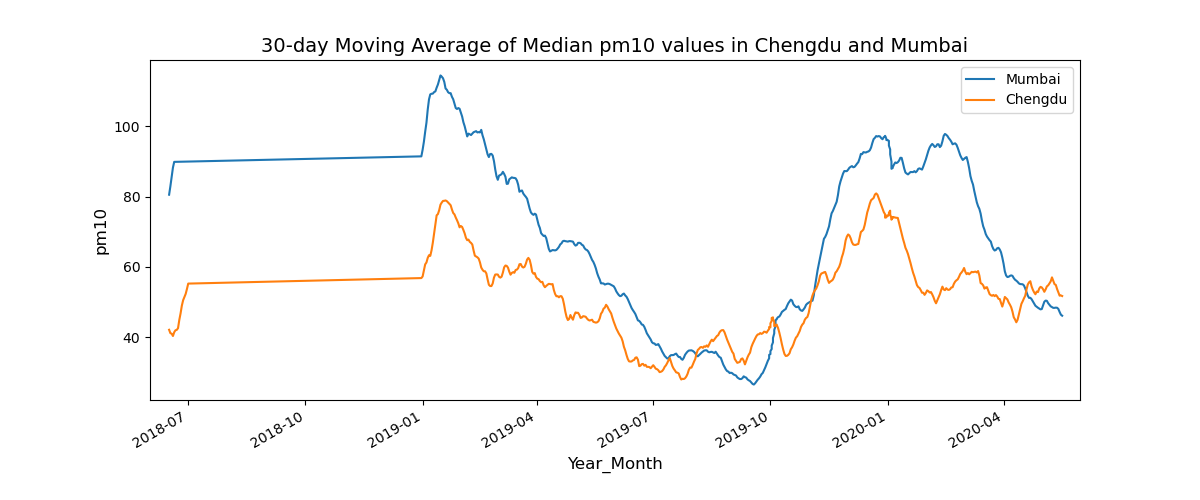 30-day Moving Average of Median pm10 values in Chengdu and Mumbai
Mumbai
Chengdu
pm10
100
80
60
40
2018-07
2018-10
2019-01
2019-04
2019-07
2019-10
2020-01
2020-04
Year_Month